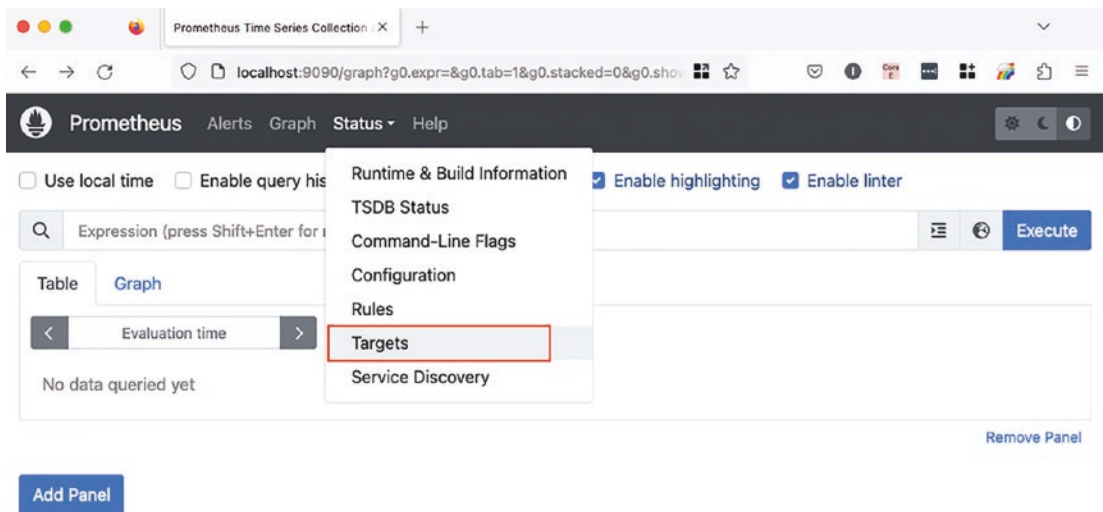 Prometheus Time Series Collection
localhost:9090/graph?g0.expr=&g0.tab=1&g0.stacked=0&g0.sho
Prometheus Alerts Graph Status Help
Use local time Enable query his Enable highlighting Enable linter
Runtime & Build Information
TSDB Status
Command-Line Flags
Configuration
Rules
Targets
Service Discovery
Expression (press Shift+Enter for Execute
Table Graph
Evaluation time
No data queried yet
Remove Panel
Add Panel